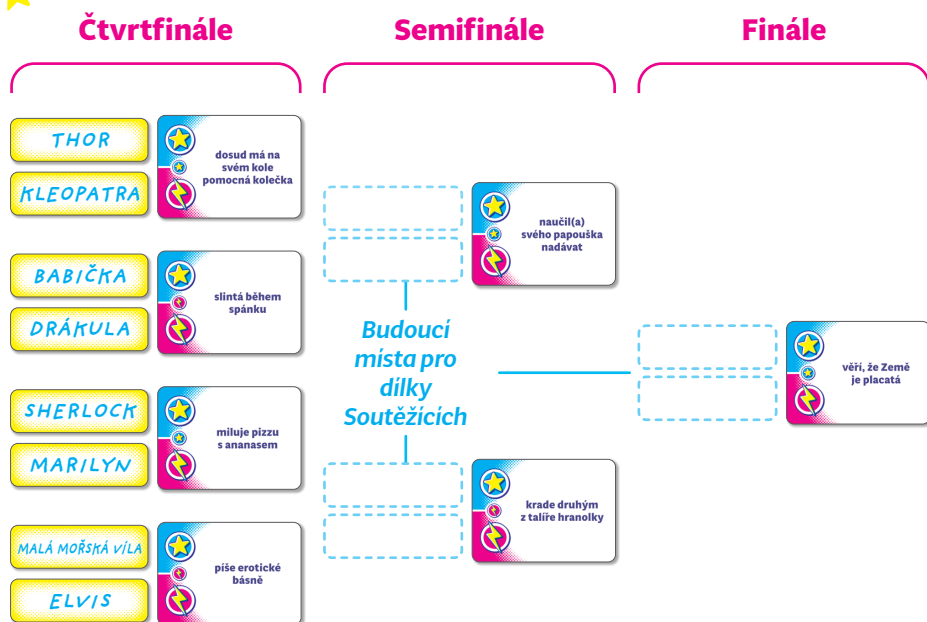 Čtvrtfinále
Semifinále
Finále
THOR
KLEOPATRA
dosud má na
svém kole
pomocná kolečka
BABIČKA
DRÁKULA
slintá během
spánku
SHERLOCK
MARILYN
miluje pizzu
s ananasem
MALÁ MOŘSKÁ VÍLA
ELVIS
píše erotické
básně
naučil(a)
svého papouška
nadávat
Budoucí
místa pro
dílky
Soutěžících
krade druhým
z talíře hranolky
věří, že Země
je placatá